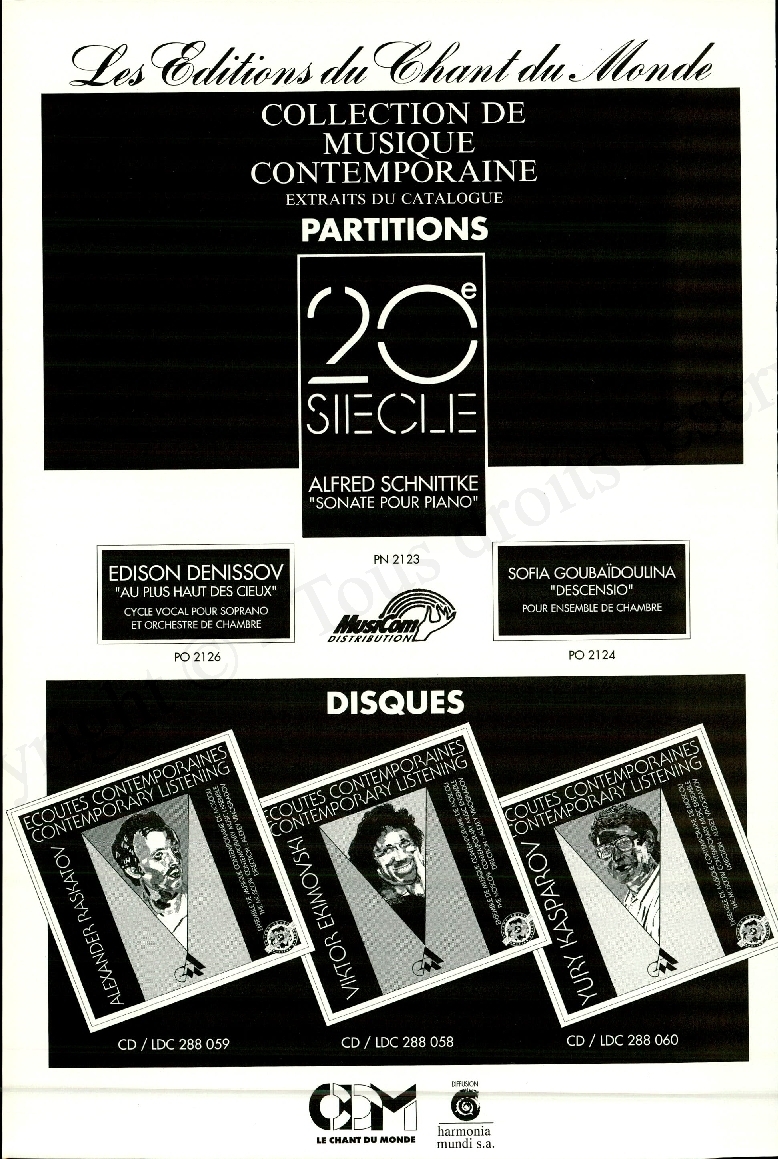 Les Editions du Chant du Monde
COLLECTION DE
MUSIQUE
CONTEMPORAINE
EXTRAITS DU CATALOGUE
PARTITIONS
20e
SIECLE
ALFRED SCHNITTKE
"SONATE POUR PIANO"
PN 2123
EDISON DENISSOV
"AU PLUS HAUT DES CIEUX"
CYCLE VOCAL POUR SOPRANO
ET ORCHESTRE DE CHAMBRE
PO 2126
MusiCom
DISTRIBUTION
SOFIA GOUBAÏDOULINA
"DESCENSIO"
POUR ENSEMBLE DE CHAMBRE
PO 2124
DISQUES
ECOUTES CONTEMPORAINES
CONTEMPORARY LISTENING
ALEXANDER RASKATOV
CD / LDC 288 059
ECOUTES CONTEMPORAINES
CONTEMPORARY LISTENING
VIKTOR EKIMOVSKI
CD / LDC 288 058
ECOUTES CONTEMPORAINES
CONTEMPORARY LISTENING
YURY KASPAROV
CD / LDC 288 060
CDM
LE CHANT DU MONDE
DIFFUSION
harmonia
mundi s.a.
yright © Tous droits reserv